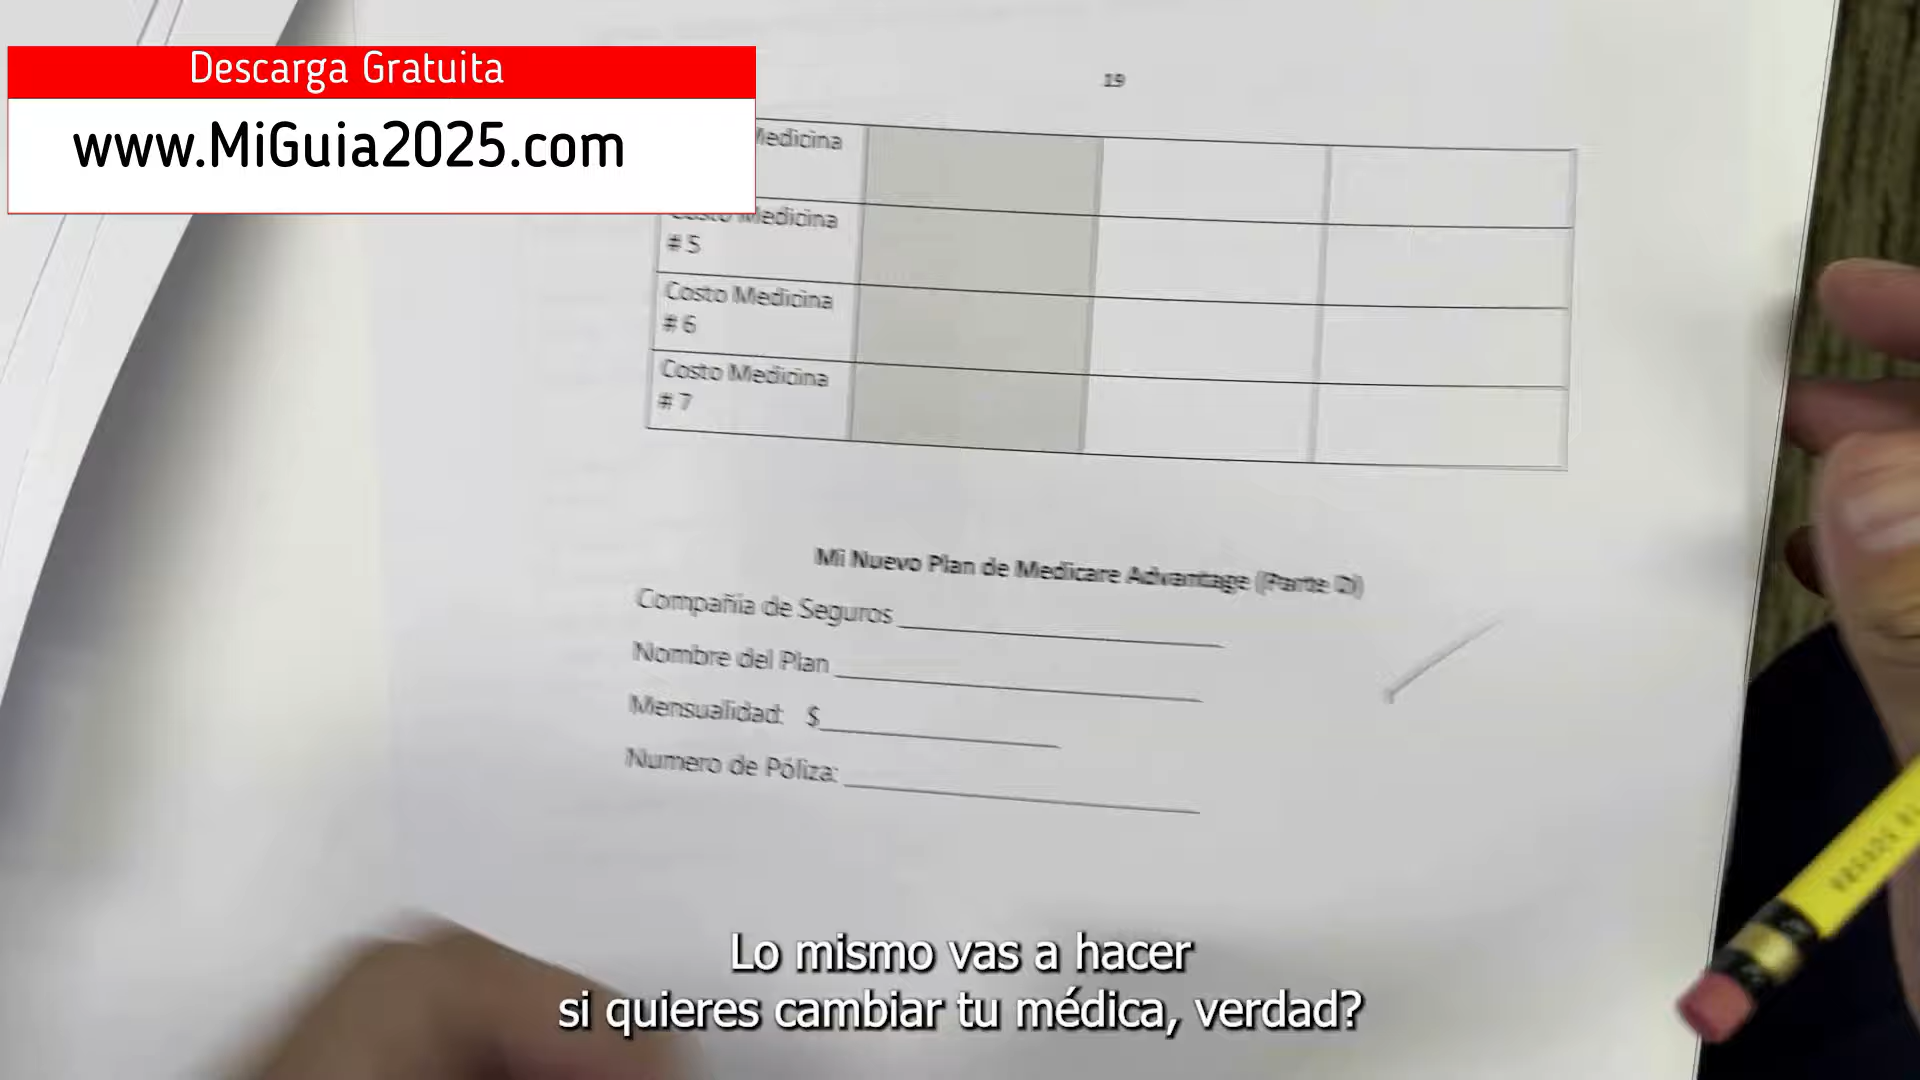 Descarga Gratuita
www.MiGuia2025.com
19
Medicina
Costo Medicina
# 5
Costo Medicina
# 6
Costo Medicina
# 7
Mi Nuevo Plan de Medicare Advantage (Parte D)
Compañia de Seguros
Nombre del Plan
Mensualidad: $
Numero de Póliza:
Lo mismo vas a hacer
si quieres cambiar tu médica, verdad?